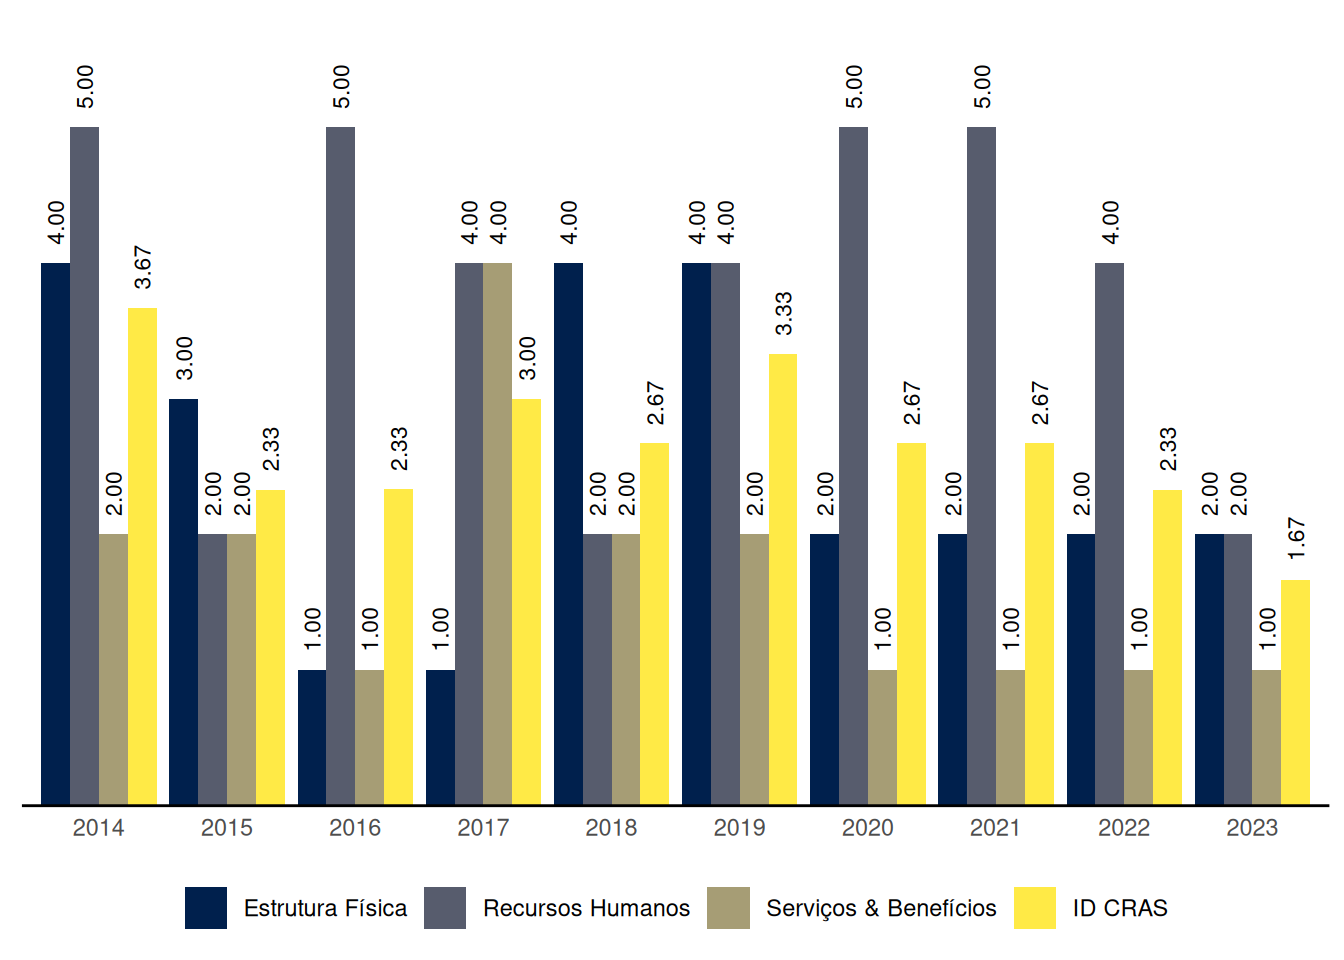 4.00 5.00 2.00 3.67
3.00 2.00 2.00 2.33
1.00 5.00 1.00 2.33
1.00 4.00 4.00 3.00
4.00 2.00 2.00 2.67
4.00 4.00 2.00 3.33
2.00 5.00 1.00 2.67
2.00 5.00 1.00 2.67
2.00 4.00 1.00 2.33
2.00 2.00 1.00 1.67
2014 2015 2016 2017 2018 2019 2020 2021 2022 2023
Estrutura Física Recursos Humanos Serviços & Benefícios ID CRAS